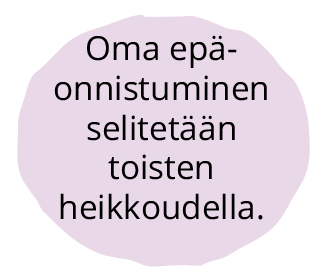 Oma epä-
onnistuminen
selitetään
toisten
heikkoudella.